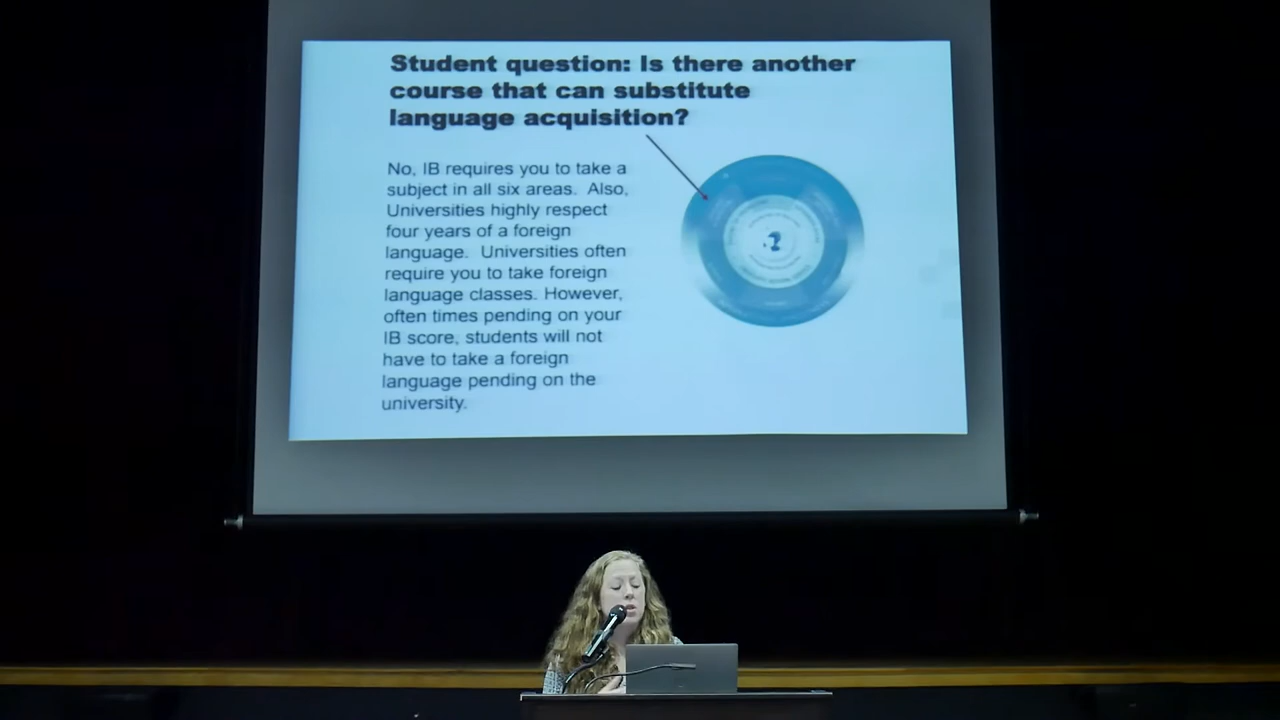 Student question: Is there another
course that can substitute
language acquisition?
No, IB requires you to take a
subject in all six areas.  Also,
Universities highly respect
four years of a foreign
language.  Universities often
require you to take foreign
language classes. However,
often times pending on your
IB score, students will not
have to take a foreign
language pending on the
university.